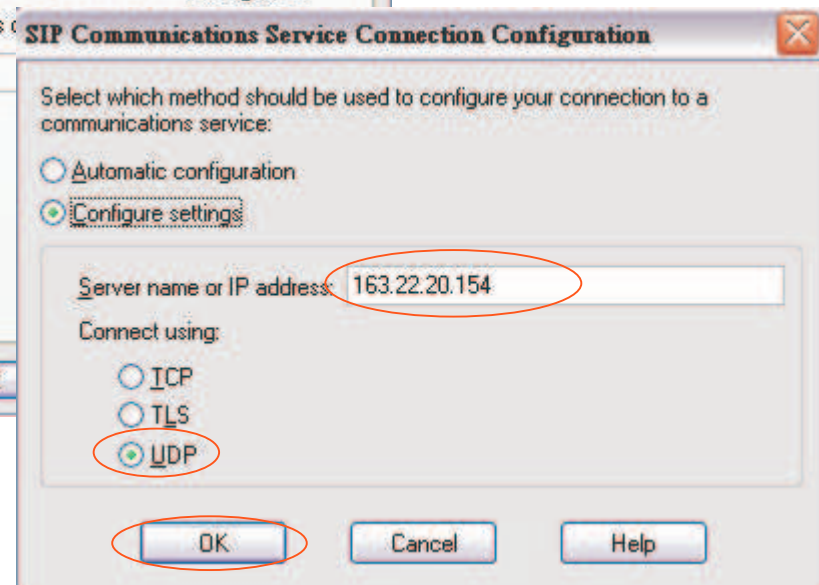 SIP Communications Service Connection Configuration
Select which method should be used to configure your connection to a
communications service:
Automatic configuration
Configure settings
Server name or IP address: 163.22.20.154
Connect using:
TCP
TLS
UDP
OK Cancel Help